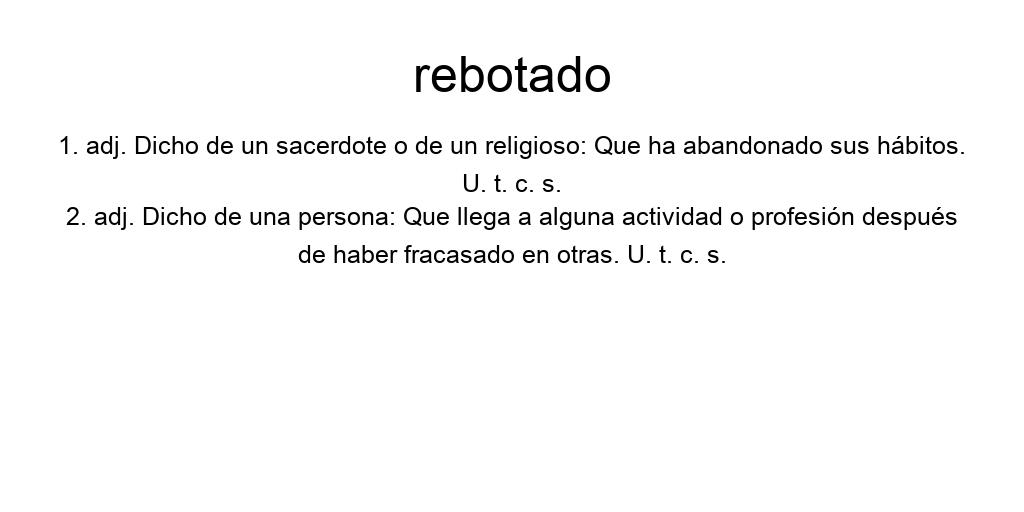 rebotado
1. adj. Dicho de un sacerdote o de un religioso: Que ha abandonado sus hábitos.
U. t. c. s.
2. adj. Dicho de una persona: Que llega a alguna actividad o profesión después
de haber fracasado en otras. U. t. c. s.